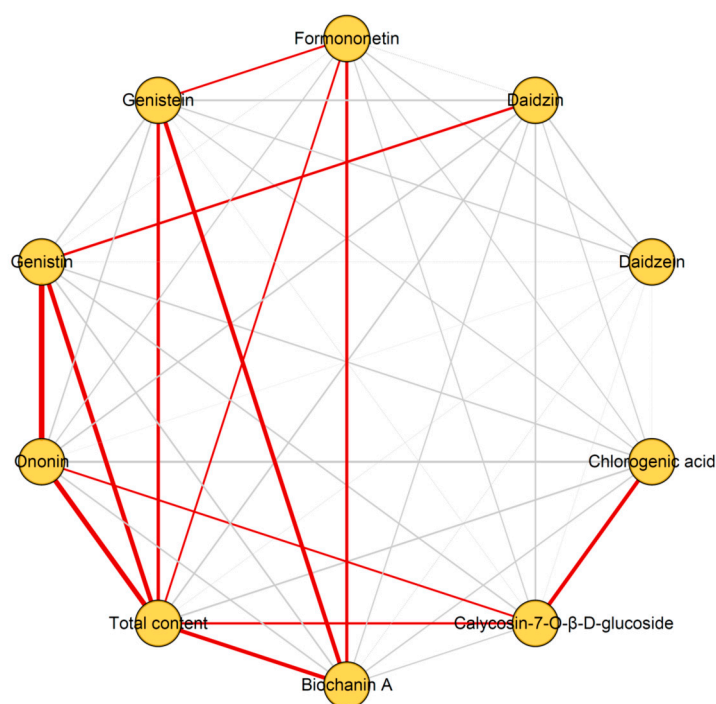 Formononetin
Genistein
Daidzin
Genistin
Daidzein
Ononin
Chlorogenic acid
Total content
Calycosin-7-O-β-D-glucoside
Biochanin A